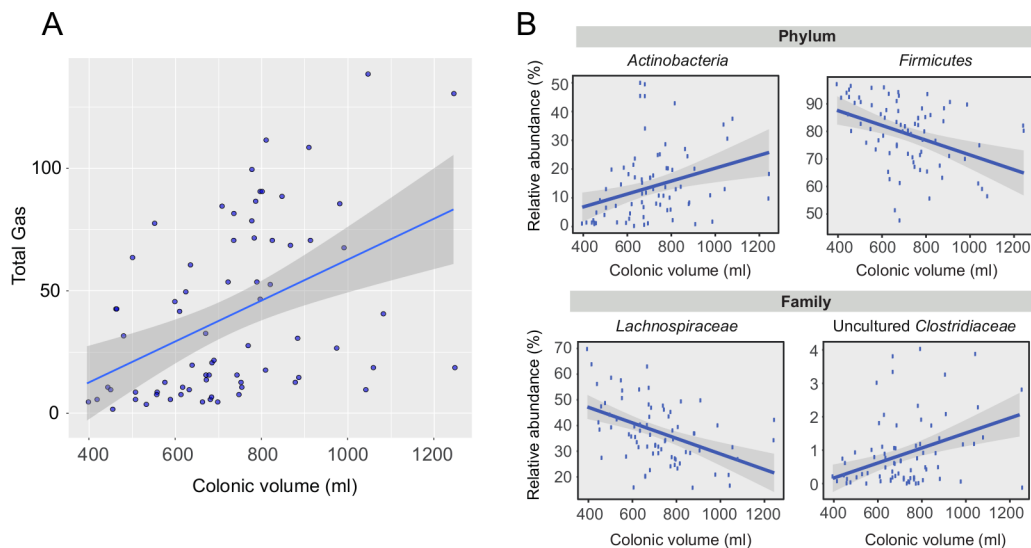 A
Total Gas
100
50
0
400 600 800 1000 1200
Colonic volume (ml)
B
Phylum
Actinobacteria
Relative abundance (%)
50
40
30
20
10
0
400 600 800 1000 1200
Colonic volume (ml)
Firmicutes
90
80
70
60
50
400 600 800 1000 1200
Colonic volume (ml)
Family
Lachnospiraceae
Relative abundance (%)
70
60
50
40
30
20
400 600 800 1000 1200
Colonic volume (ml)
Uncultured Clostridiaceae
4
3
2
1
0
400 600 800 1000 1200
Colonic volume (ml)